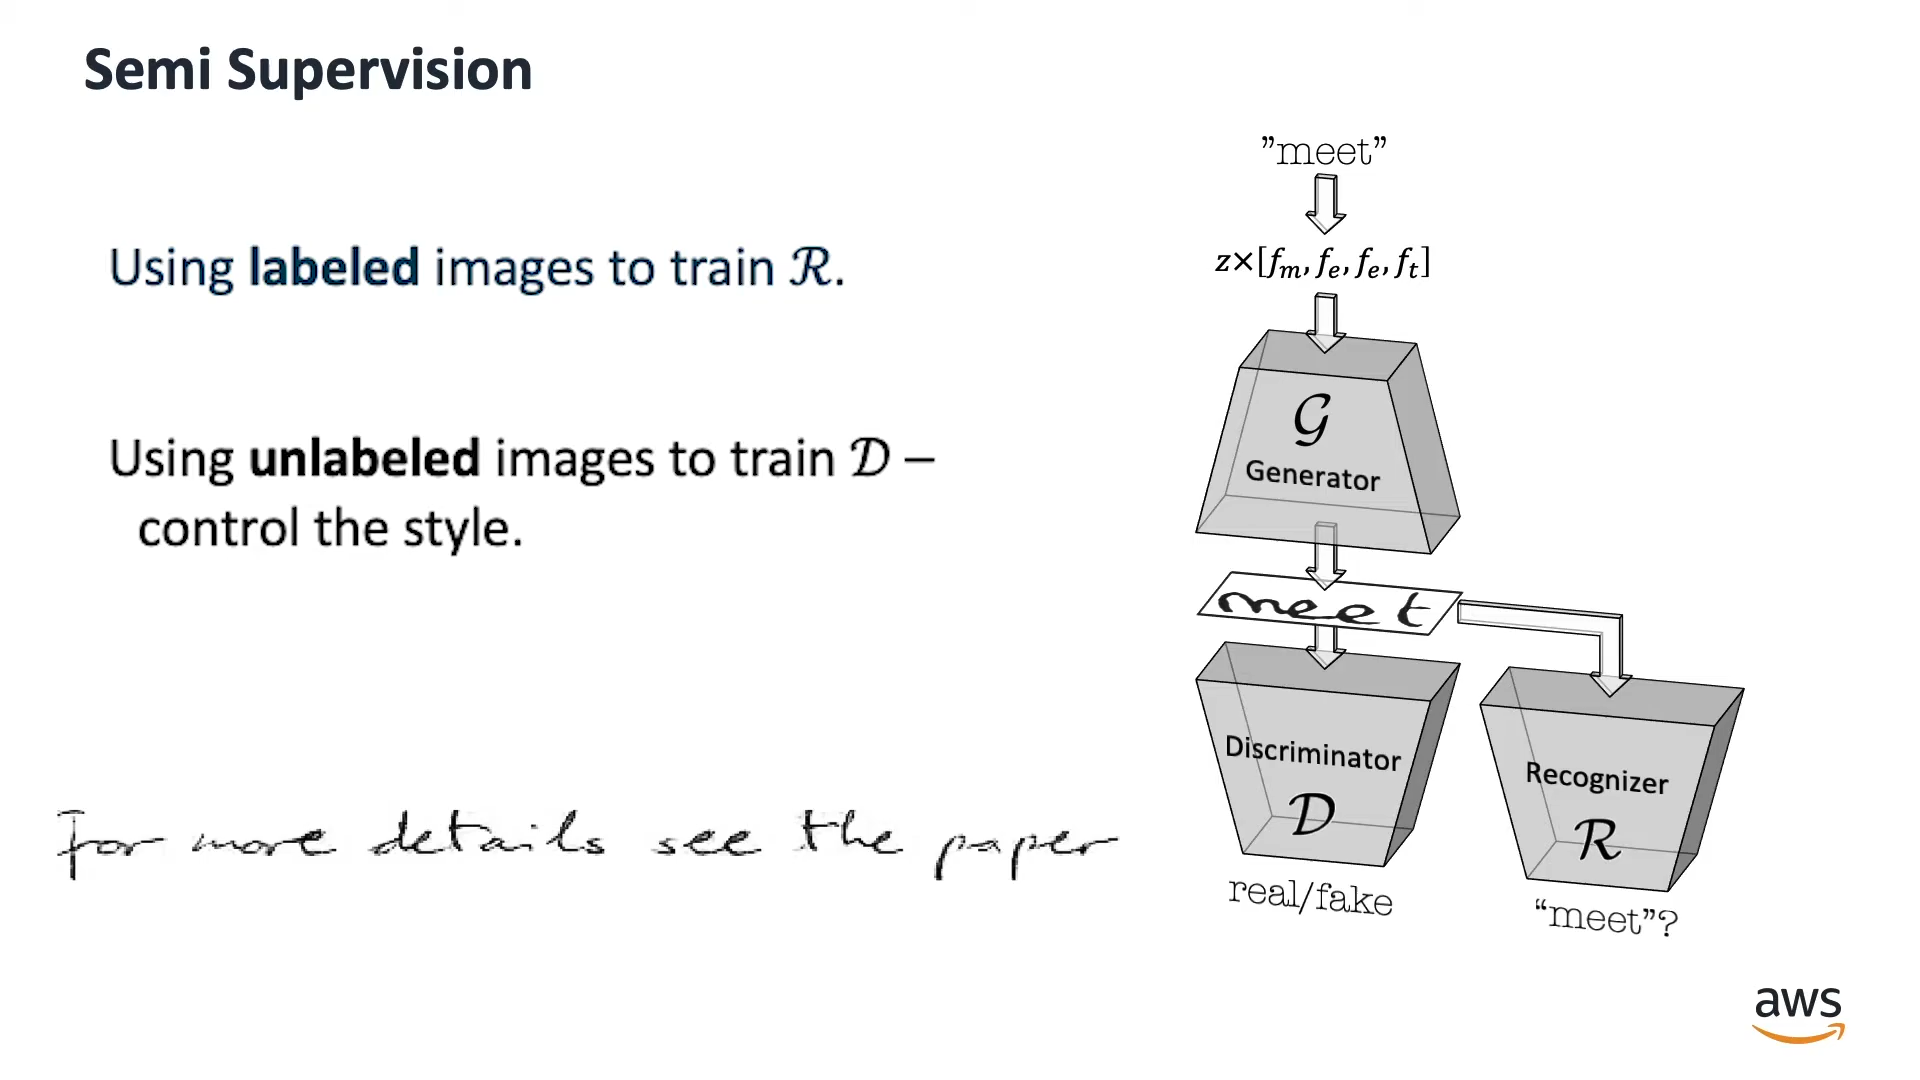 Semi Supervision
Using labeled images to train ℛ.
Using unlabeled images to train 𝒟 –
control the style.
For more details see the paper
”meet”
z×[fₘ, fₑ, fₑ, fₜ]
𝒢
Generator
meet
Discriminator
𝒟
real/fake
Recognizer
ℛ
“meet”?
aws